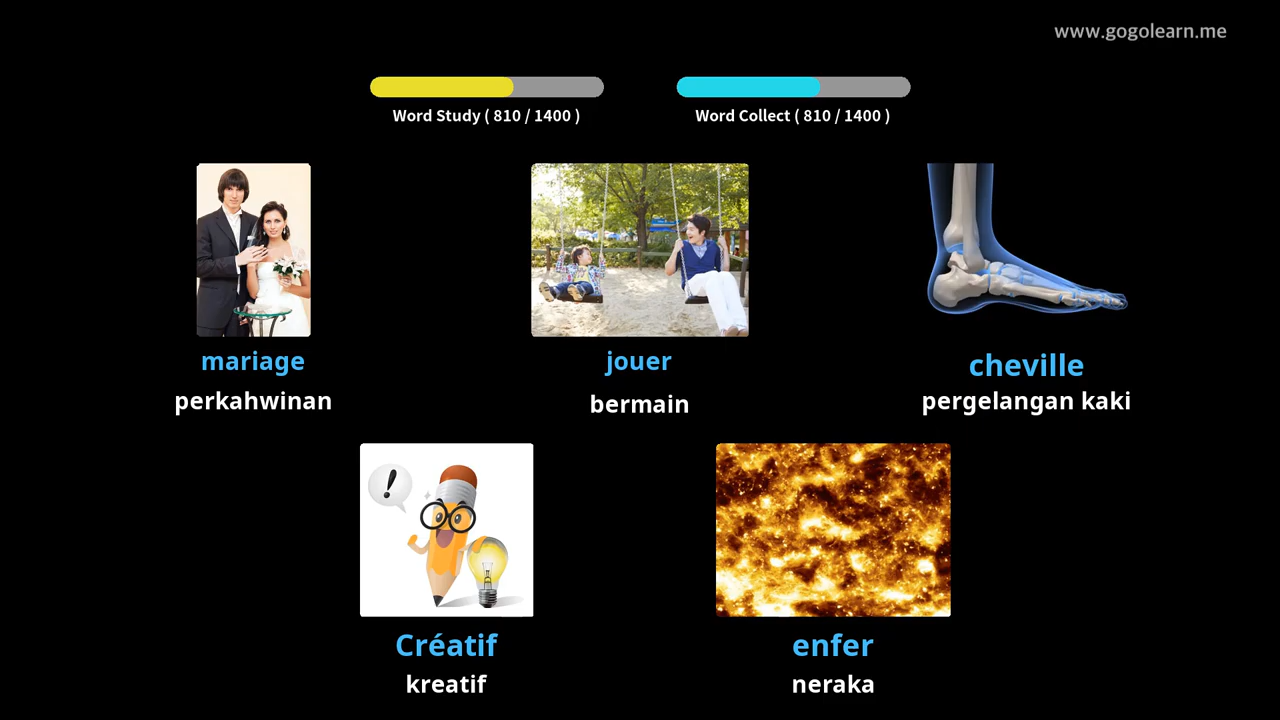 www.gogolearn.me
Word Study ( 810 / 1400 )
Word Collect ( 810 / 1400 )
mariage
perkahwinan
jouer
bermain
cheville
pergelangan kaki
Créatif
kreatif
enfer
neraka